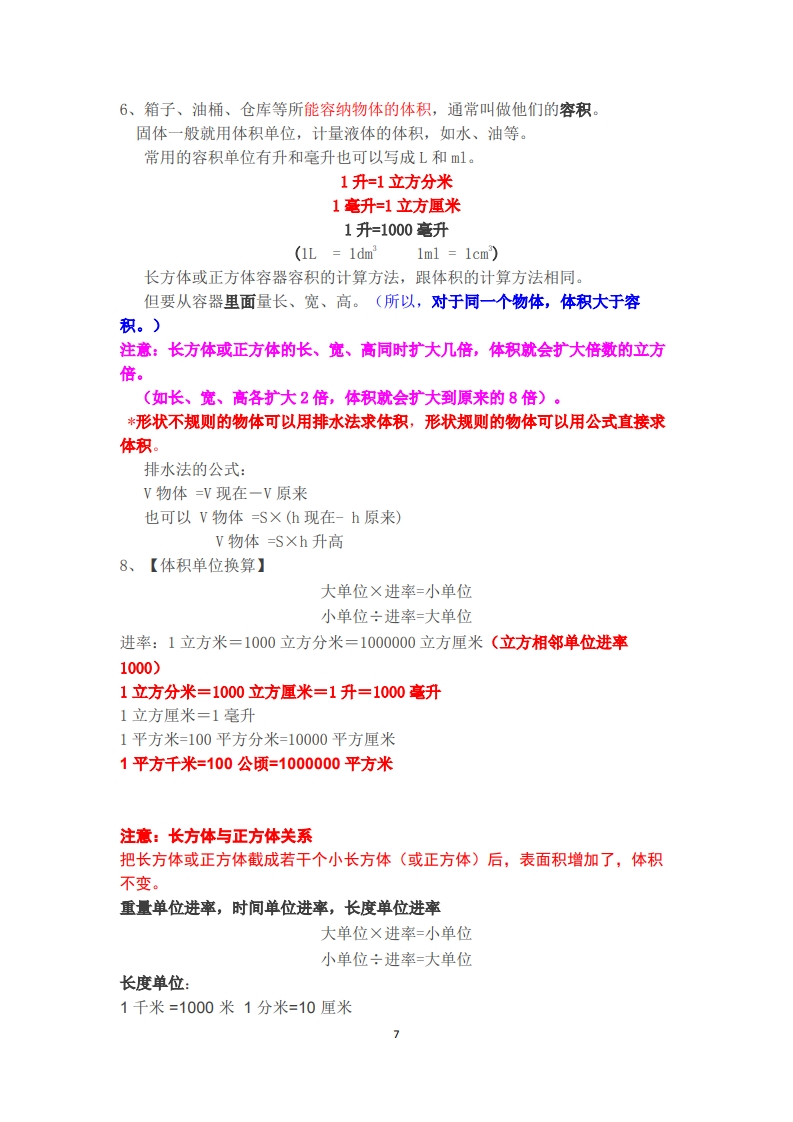 6、箱子、油桶、仓库等所能容纳物体的体积，通常叫做他们的容积。
固体一般就用体积单位，计量液体的体积，如水、油等。
常用的容积单位有升和毫升也可以写成 L 和 ml。
1 升=1 立方分米
1 毫升=1 立方厘米
1 升=1000 毫升
(1L = 1dm³ 1ml = 1cm³)
长方体或正方体容器容积的计算方法，跟体积的计算方法相同。
但要从容器里面量长、宽、高。（所以，对于同一个物体，体积大于容
积。）
注意：长方体或正方体的长、宽、高同时扩大几倍，体积就会扩大倍数的立方
倍。
（如长、宽、高各扩大 2 倍，体积就会扩大到原来的 8 倍）。
*形状不规则的物体可以用排水法求体积，形状规则的物体可以用公式直接求
体积。
排水法的公式：
V 物体 =V 现在－V 原来
也可以 V 物体 =S×(h 现在- h 原来)
V 物体 =S×h 升高
8、【体积单位换算】
大单位×进率=小单位
小单位÷进率=大单位
进率：1 立方米＝1000 立方分米＝1000000 立方厘米（立方相邻单位进率
1000）
1 立方分米＝1000 立方厘米＝1 升＝1000 毫升
1 立方厘米＝1 毫升
1 平方米=100 平方分米=10000 平方厘米
1 平方千米=100 公顷=1000000 平方米
注意：长方体与正方体关系
把长方体或正方体截成若干个小长方体（或正方体）后，表面积增加了，体积
不变。
重量单位进率，时间单位进率，长度单位进率
大单位×进率=小单位
小单位÷进率=大单位
长度单位：
1 千米 =1000 米 1 分米=10 厘米
7